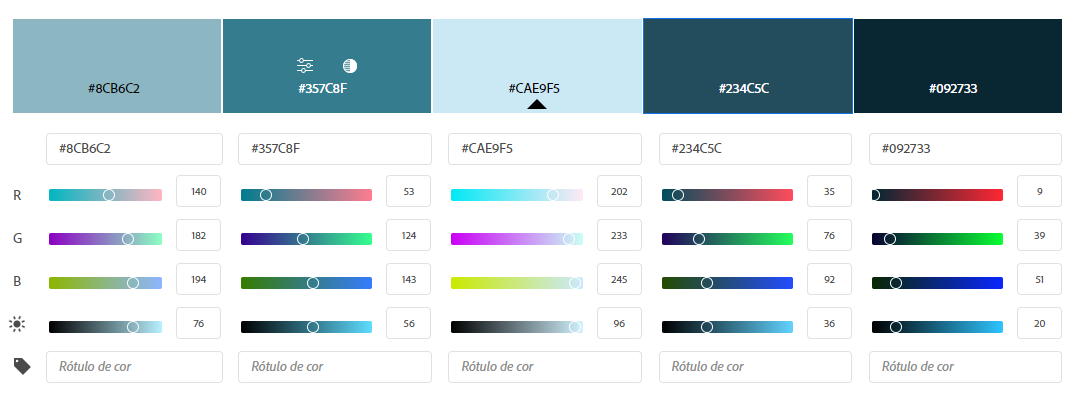 #8CB6C2 #357C8F #CAE9F5 #234C5C #092733
#8CB6C2 #357C8F #CAE9F5 #234C5C #092733
R 140 53 202 35 9
G 182 124 233 76 39
B 194 143 245 92 51
76 56 96 36 20
Rótulo de cor Rótulo de cor Rótulo de cor Rótulo de cor Rótulo de cor